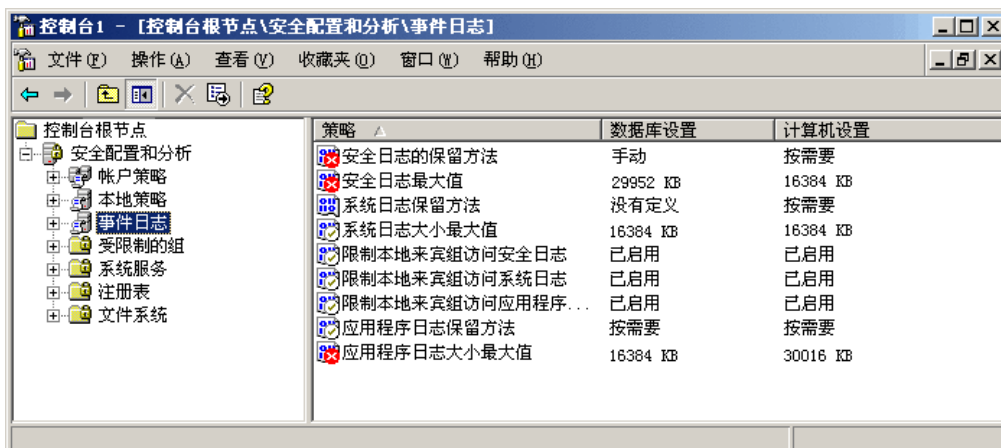 控制台1 - [控制台根节点\安全配置和分析\事件日志]
文件(F) 操作(A) 查看(V) 收藏夹(O) 窗口(W) 帮助(H)
控制台根节点
安全配置和分析
帐户策略
本地策略
事件日志
受限制的组
系统服务
注册表
文件系统
策略 数据库设置 计算机设置
安全日志的保留方法 手动 按需要
安全日志最大值 29952 KB 16384 KB
系统日志保留方法 没有定义 按需要
系统日志大小最大值 16384 KB 16384 KB
限制本地来宾组访问安全日志 已启用 已启用
限制本地来宾组访问系统日志 已启用 已启用
限制本地来宾组访问应用程序... 已启用 已启用
应用程序日志保留方法 按需要 按需要
应用程序日志大小最大值 16384 KB 30016 KB